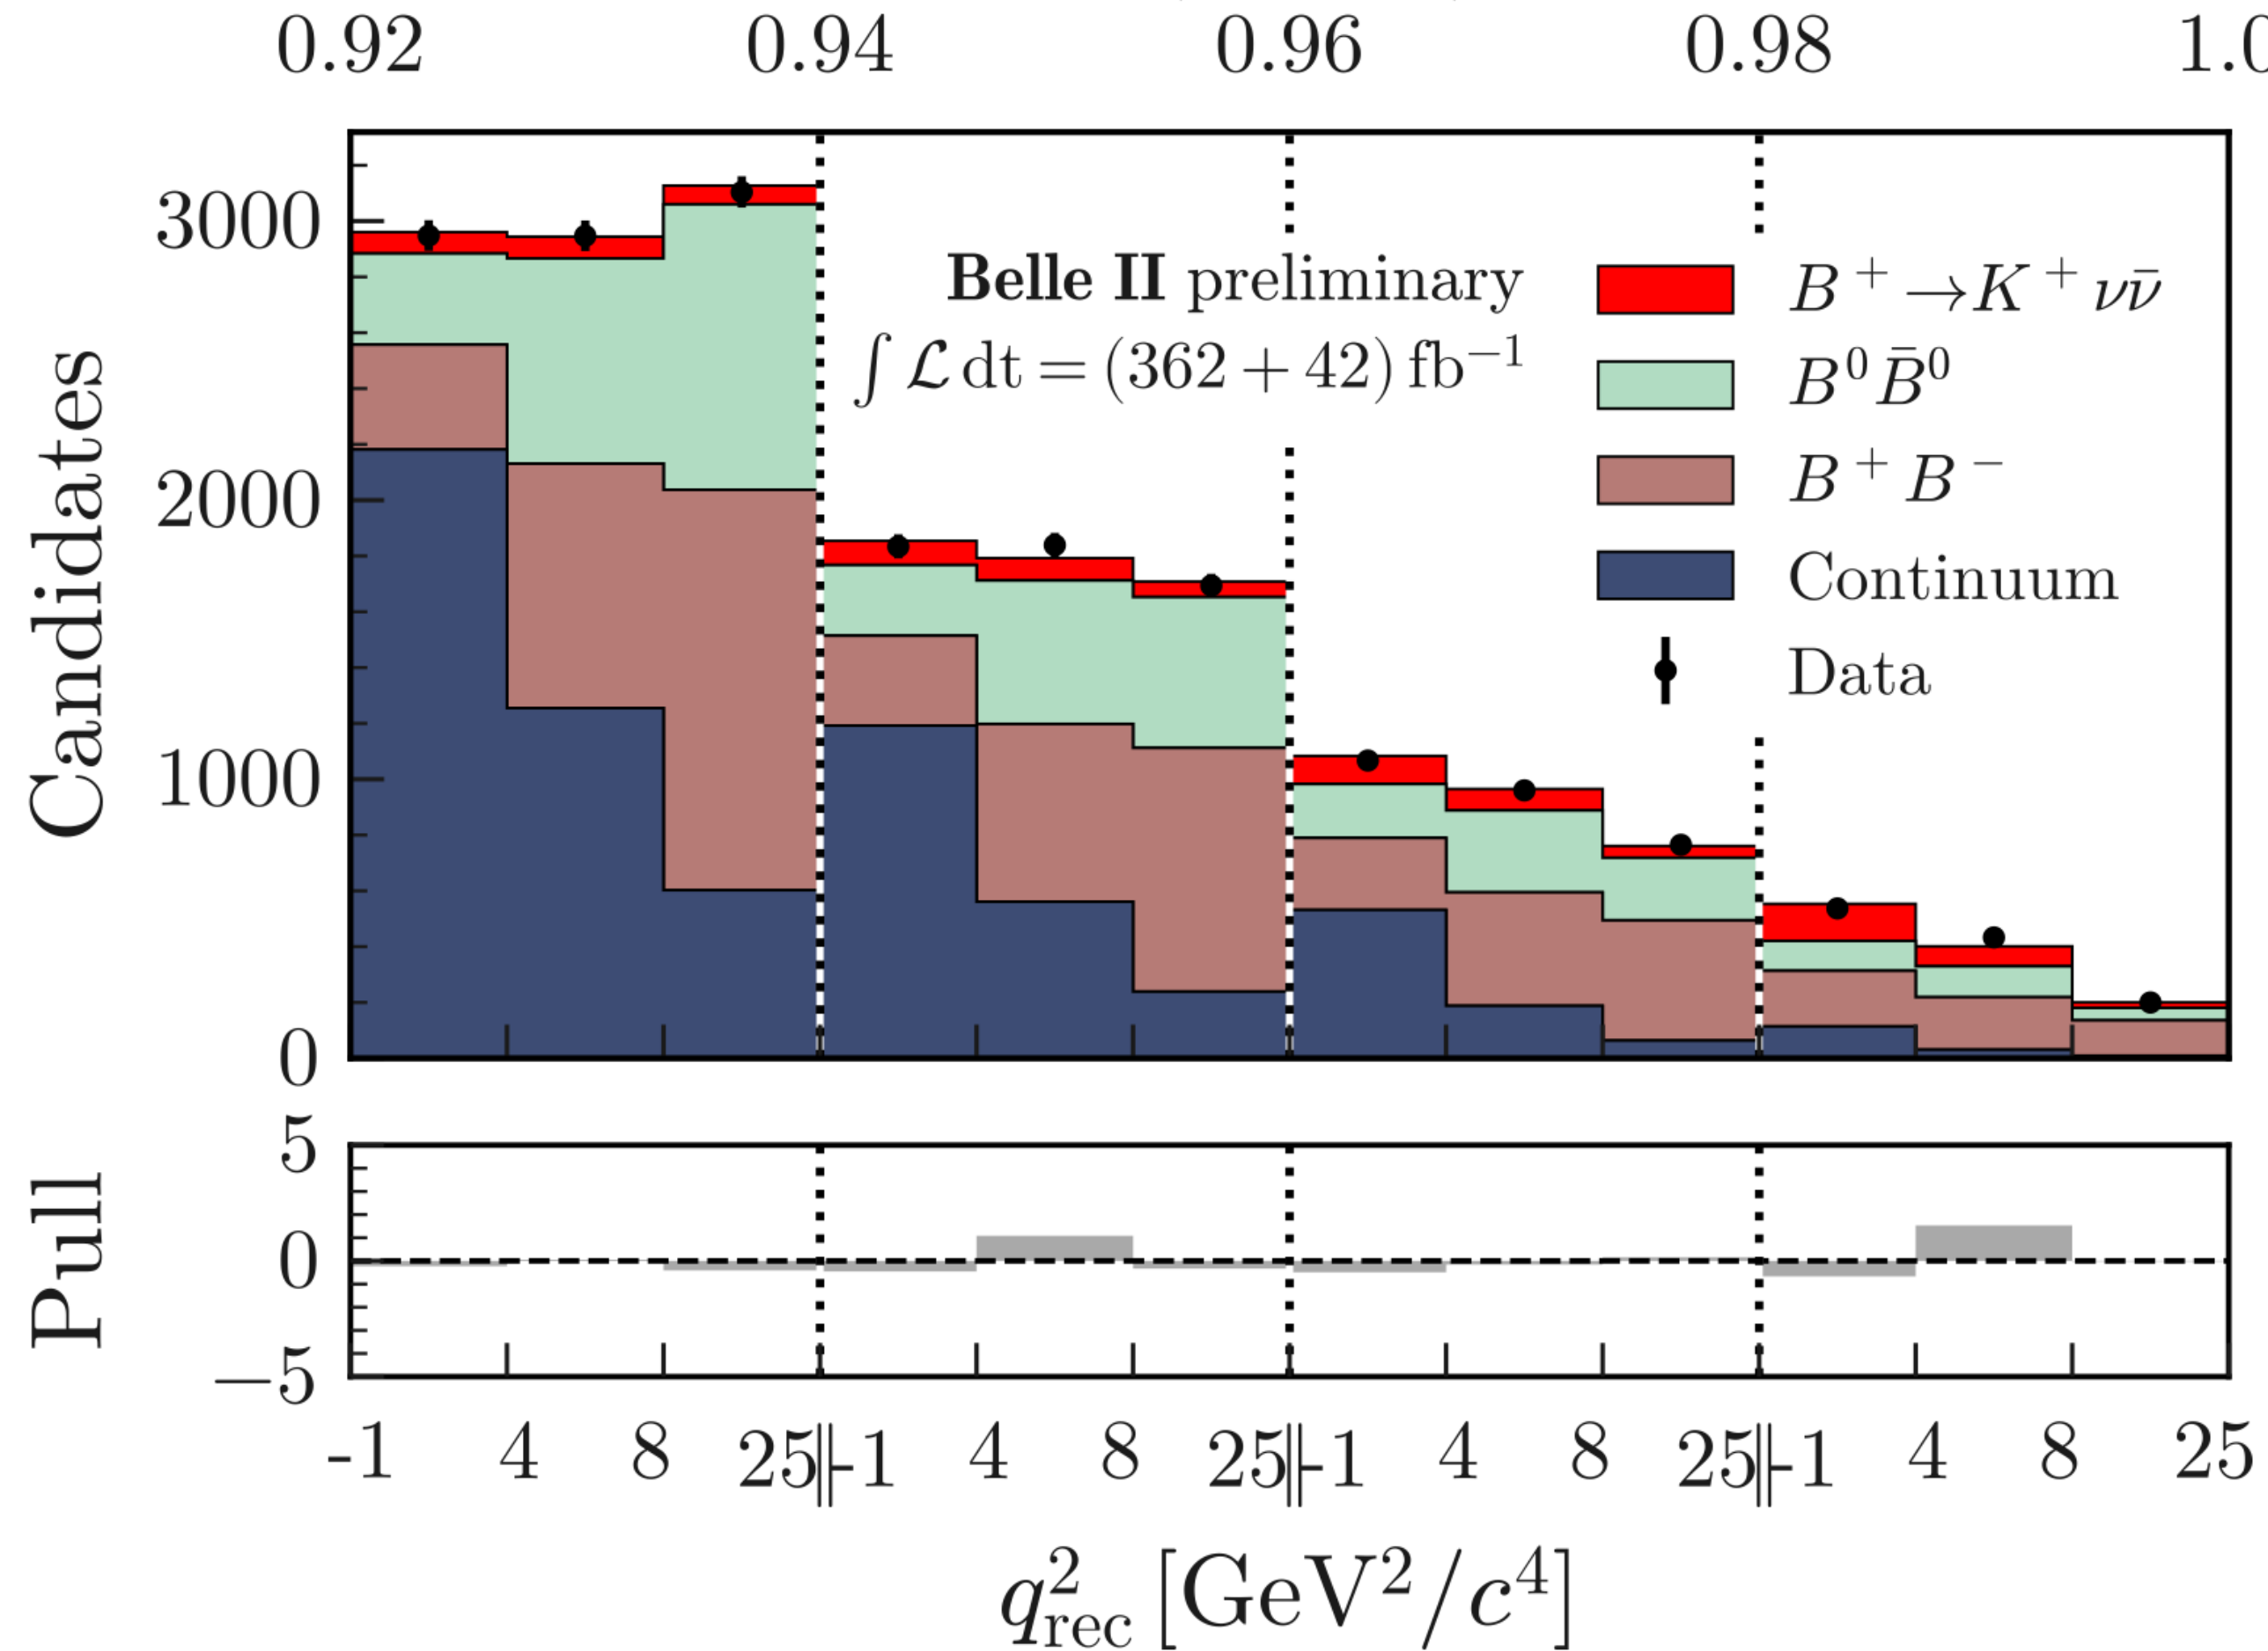 0.92 0.94 0.96 0.98 1.0
Candidates
3000
2000
1000
0
Belle II preliminary
∫ ℒ dt = (362 + 42) fb⁻¹
B⁺→K⁺νν̄
B⁰B̄⁰
B⁺B⁻
Continuum
Data
Pull
5
0
−5
-1 4 8 25||-1 4 8 25||-1 4 8 25||-1 4 8 25
q²rec [GeV²/c⁴]